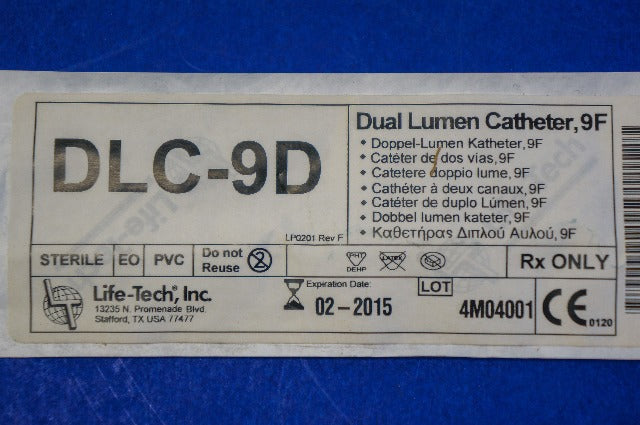 DLC-9D
LP0201 Rev F
Dual Lumen Catheter, 9F
• Doppel-Lumen Katheter, 9F
• Catéter de dos vias, 9F
• Catetere doppio lume, 9F
• Cathéter à deux canaux, 9F
• Catéter de duplo Lúmen, 9F
• Dobbel lumen kateter, 9F
• Καθετήρας Διπλού Αυλού, 9F
STERILE EO PVC Do not Reuse 2
PHT
DEHP
LATEX
Rx ONLY
Life-Tech, Inc.
13235 N. Promenade Blvd.
Stafford, TX USA 77477
Expiration Date:
02-2015
LOT
4M04001
CE 0120